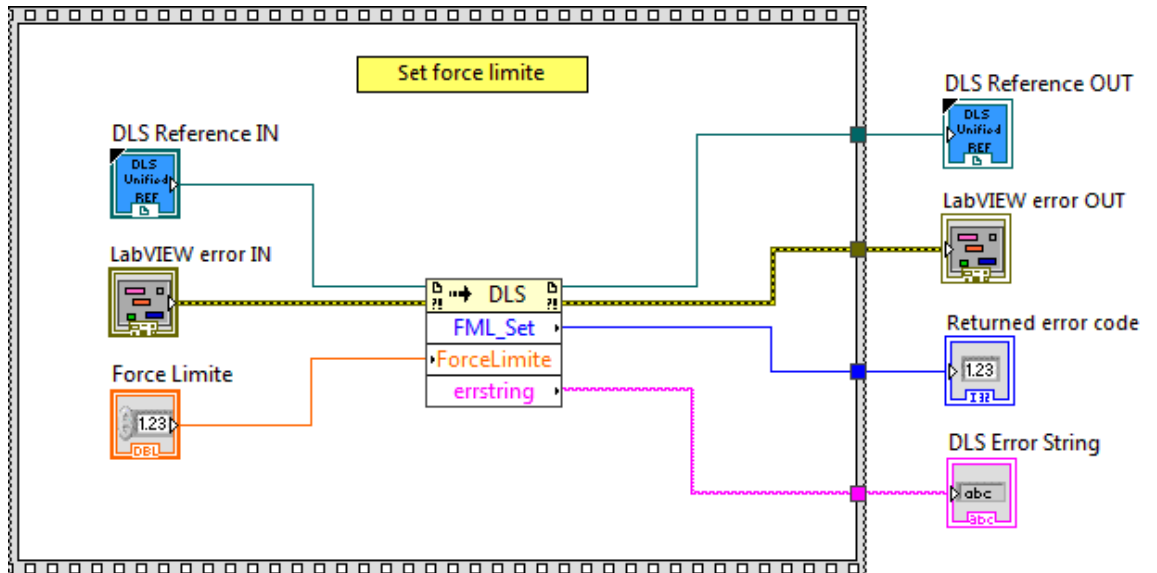 Set force limite
DLS Reference IN
DLS
Unified
REF
LabVIEW error IN
Force Limite
1.23
DBL
?! DLS ?!
FML_Set
ForceLimite
errstring
DLS Reference OUT
DLS
Unified
REF
LabVIEW error OUT
Returned error code
1.23
I32
DLS Error String
abc
abc